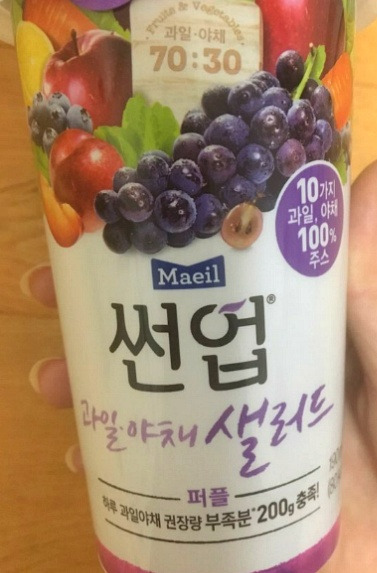 Fruits & Vegetables
과일·야채
70:30
10가지
과일, 야채
100%
주스
Maeil
썬업®
과일·야채 샐러드
퍼플
하루 과일야채 권장량 부족분* 200g 충족!